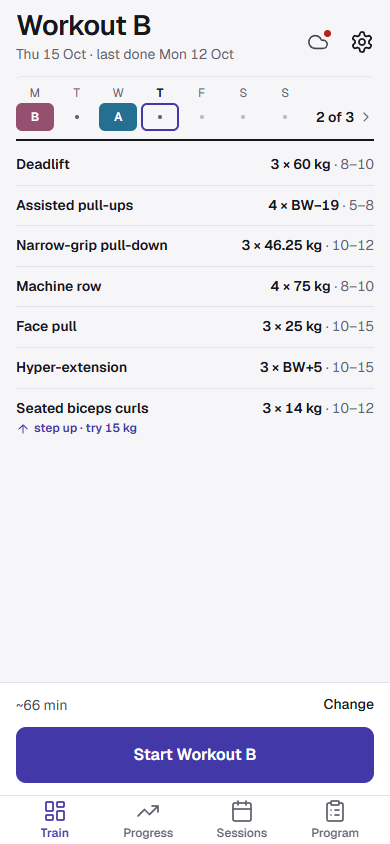 Workout B
Thu 15 Oct · last done Mon 12 Oct
M T W T F S S
B A 2 of 3
Deadlift 3 × 60 kg · 8–10
Assisted pull-ups 4 × BW–19 · 5–8
Narrow-grip pull-down 3 × 46.25 kg · 10–12
Machine row 4 × 75 kg · 8–10
Face pull 3 × 25 kg · 10–15
Hyper-extension 3 × BW+5 · 10–15
Seated biceps curls 3 × 14 kg · 10–12
↑ step up · try 15 kg
~66 min Change
Start Workout B
Train Progress Sessions Program